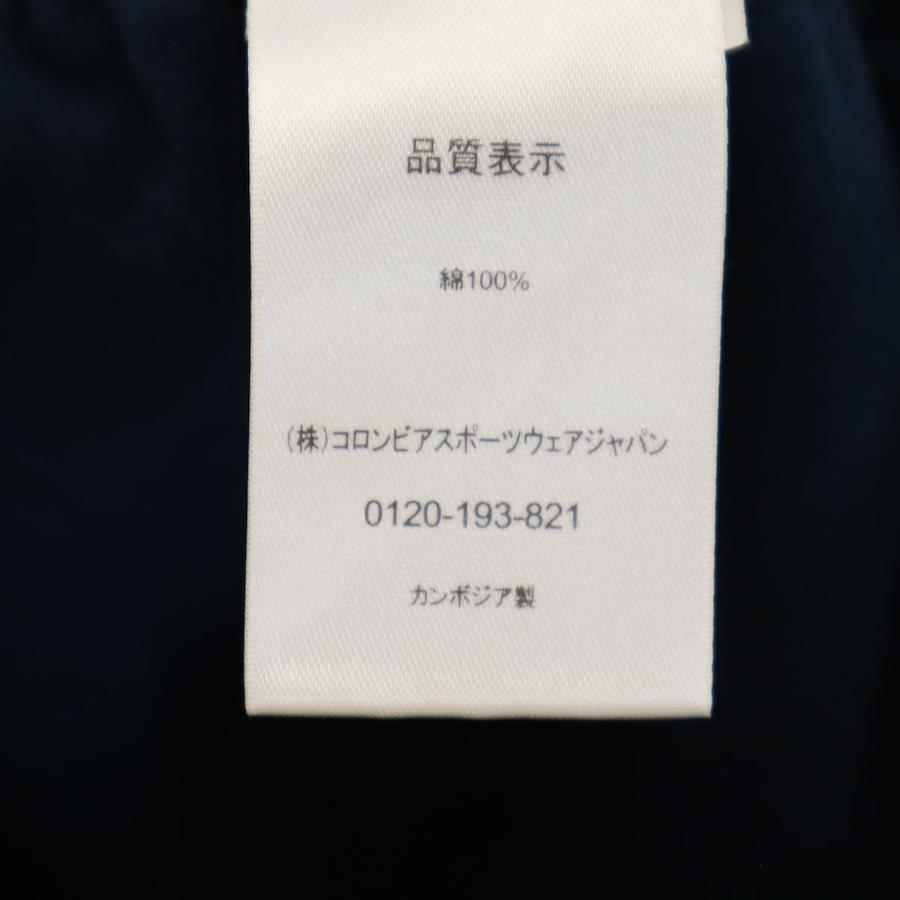 品質表示
綿100%
(株)コロンビアスポーツウェアジャパン
0120-193-821
カンボジア製